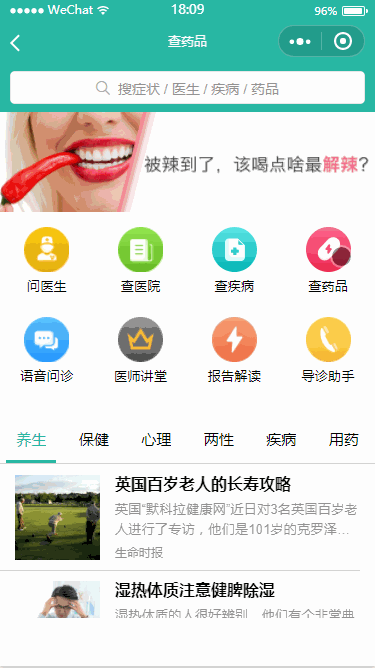 WeChat 18:09 96%
查药品
搜症状 / 医生 / 疾病 / 药品
被辣到了，该喝点啥最解辣?
问医生 查医院 查疾病 查药品
语音问诊 医师讲堂 报告解读 导诊助手
养生 保健 心理 两性 疾病 用药
英国百岁老人的长寿攻略
英国“默科拉健康网”近日对3名英国百岁老
人进行了专访，他们是101岁的克罗泽...
生命时报
湿热体质注意健脾除湿
湿热体质的人很好辨别，他们有个非常典